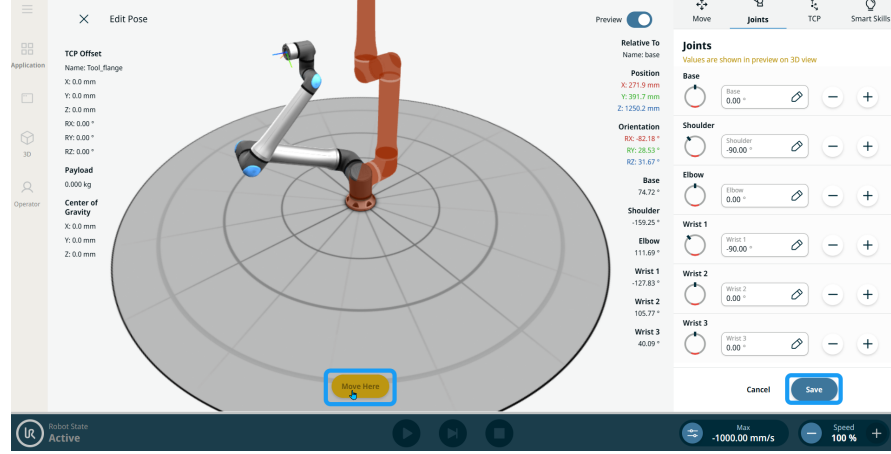 Edit Pose
Preview
Move
Joints
TCP
Smart Skills
Application
3D
Operator
TCP Offset
Name: Tool_flange
X: 0.0 mm
Y: 0.0 mm
Z: 0.0 mm
RX: 0.00 °
RY: 0.00 °
RZ: 0.00 °
Payload
0.000 kg
Center of
Gravity
X: 0.0 mm
Y: 0.0 mm
Z: 0.0 mm
Relative To
Name: base
Position
X: 271.9 mm
Y: 391.7 mm
Z: 1250.2 mm
Orientation
RX: -82.18 °
RY: 28.53 °
RZ: 31.67 °
Base
74.72 °
Shoulder
-159.25 °
Elbow
111.69 °
Wrist 1
-127.83 °
Wrist 2
105.77 °
Wrist 3
40.09 °
Joints
Values are shown in preview on 3D view
Base
Base
0.00 °
Shoulder
Shoulder
-90.00 °
Elbow
Elbow
0.00 °
Wrist 1
Wrist 1
-90.00 °
Wrist 2
Wrist 2
0.00 °
Wrist 3
Wrist 3
0.00 °
Move Here
Cancel
Save
UR
Robot State
Active
Max
-1000.00 mm/s
Speed
100 %